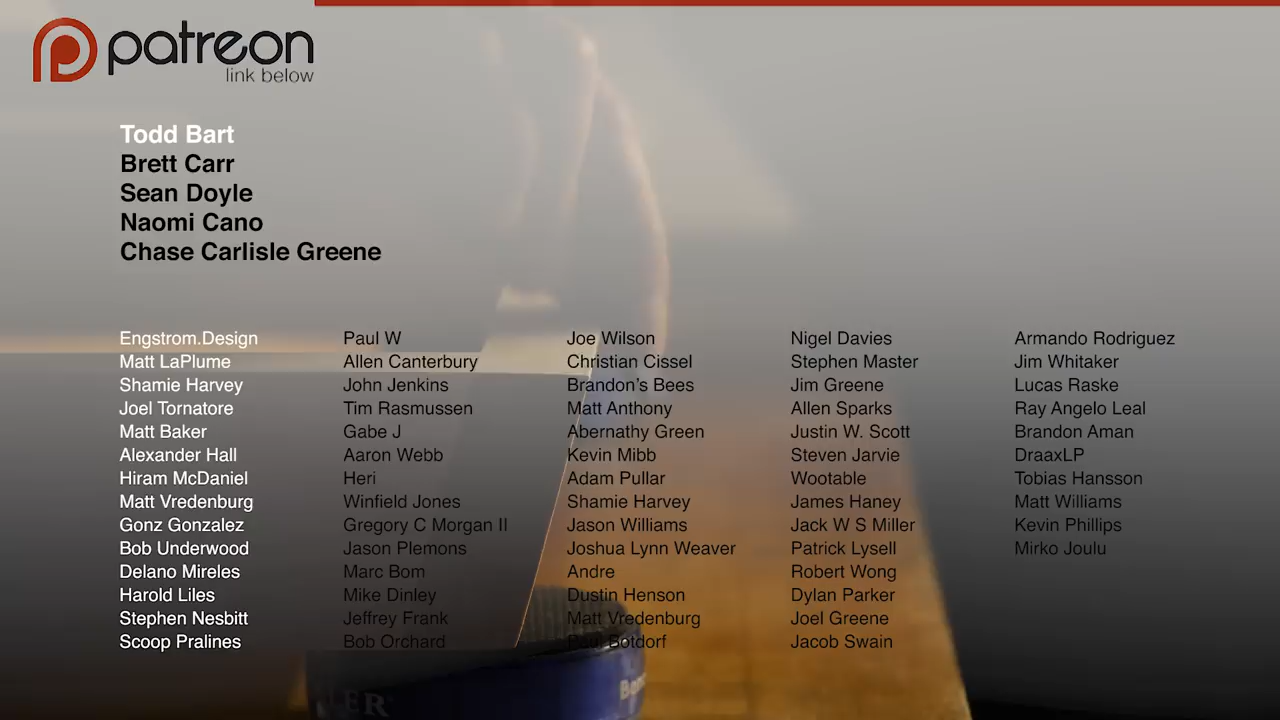 patreon
link below
Todd Bart
Brett Carr
Sean Doyle
Naomi Cano
Chase Carlisle Greene
Engstrom.Design
Matt LaPlume
Shamie Harvey
Joel Tornatore
Matt Baker
Alexander Hall
Hiram McDaniel
Matt Vredenburg
Gonz Gonzalez
Bob Underwood
Delano Mireles
Harold Liles
Stephen Nesbitt
Scoop Pralines
Paul W
Allen Canterbury
John Jenkins
Tim Rasmussen
Gabe J
Aaron Webb
Heri
Winfield Jones
Gregory C Morgan II
Jason Plemons
Marc Bom
Mike Dinley
Jeffrey Frank
Bob Orchard
Joe Wilson
Christian Cissel
Brandon's Bees
Matt Anthony
Abernathy Green
Kevin Mibb
Adam Pullar
Shamie Harvey
Jason Williams
Joshua Lynn Weaver
Andre
Dustin Henson
Matt Vredenburg
Paul Botdorf
Nigel Davies
Stephen Master
Jim Greene
Allen Sparks
Justin W. Scott
Steven Jarvie
Wootable
James Haney
Jack W S Miller
Patrick Lysell
Robert Wong
Dylan Parker
Joel Greene
Jacob Swain
Armando Rodriguez
Jim Whitaker
Lucas Raske
Ray Angelo Leal
Brandon Aman
DraaxLP
Tobias Hansson
Matt Williams
Kevin Phillips
Mirko Joulu